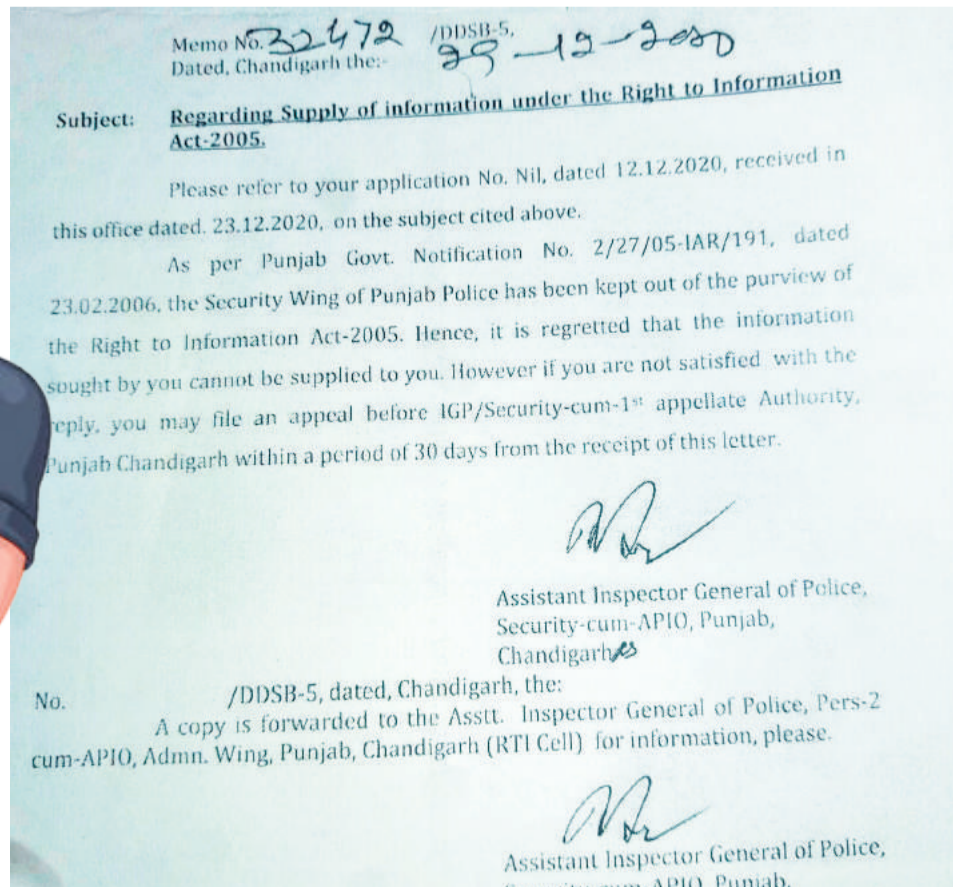 Memo No. 32472 /DDSB-5,
Dated, Chandigarh the:- 29-12-2020
Subject: Regarding Supply of information under the Right to Information
Act-2005.
Please refer to your application No. Nil, dated 12.12.2020, received in
this office dated. 23.12.2020, on the subject cited above.
As per Punjab Govt. Notification No. 2/27/05-IAR/191, dated
23.02.2006, the Security Wing of Punjab Police has been kept out of the purview of
the Right to Information Act-2005. Hence, it is regretted that the information
sought by you cannot be supplied to you. However if you are not satisfied with the
reply, you may file an appeal before IGP/Security-cum-1st appellate Authority,
Punjab Chandigarh within a period of 30 days from the receipt of this letter.
Assistant Inspector General of Police,
Security-cum-APIO, Punjab,
Chandigarh
No. /DDSB-5, dated, Chandigarh, the:
A copy is forwarded to the Asstt. Inspector General of Police, Pers-2
cum-APIO, Admn. Wing, Punjab, Chandigarh (RTI Cell) for information, please.
Assistant Inspector General of Police,
Security-cum-APIO, Punjab,